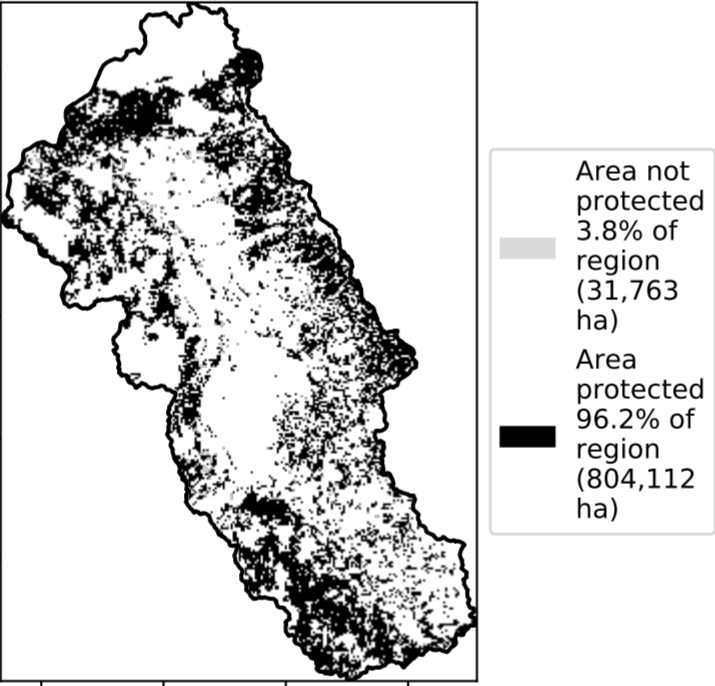 Area not
protected
3.8% of
region
(31,763
ha)
Area
protected
96.2% of
region
(804,112
ha)